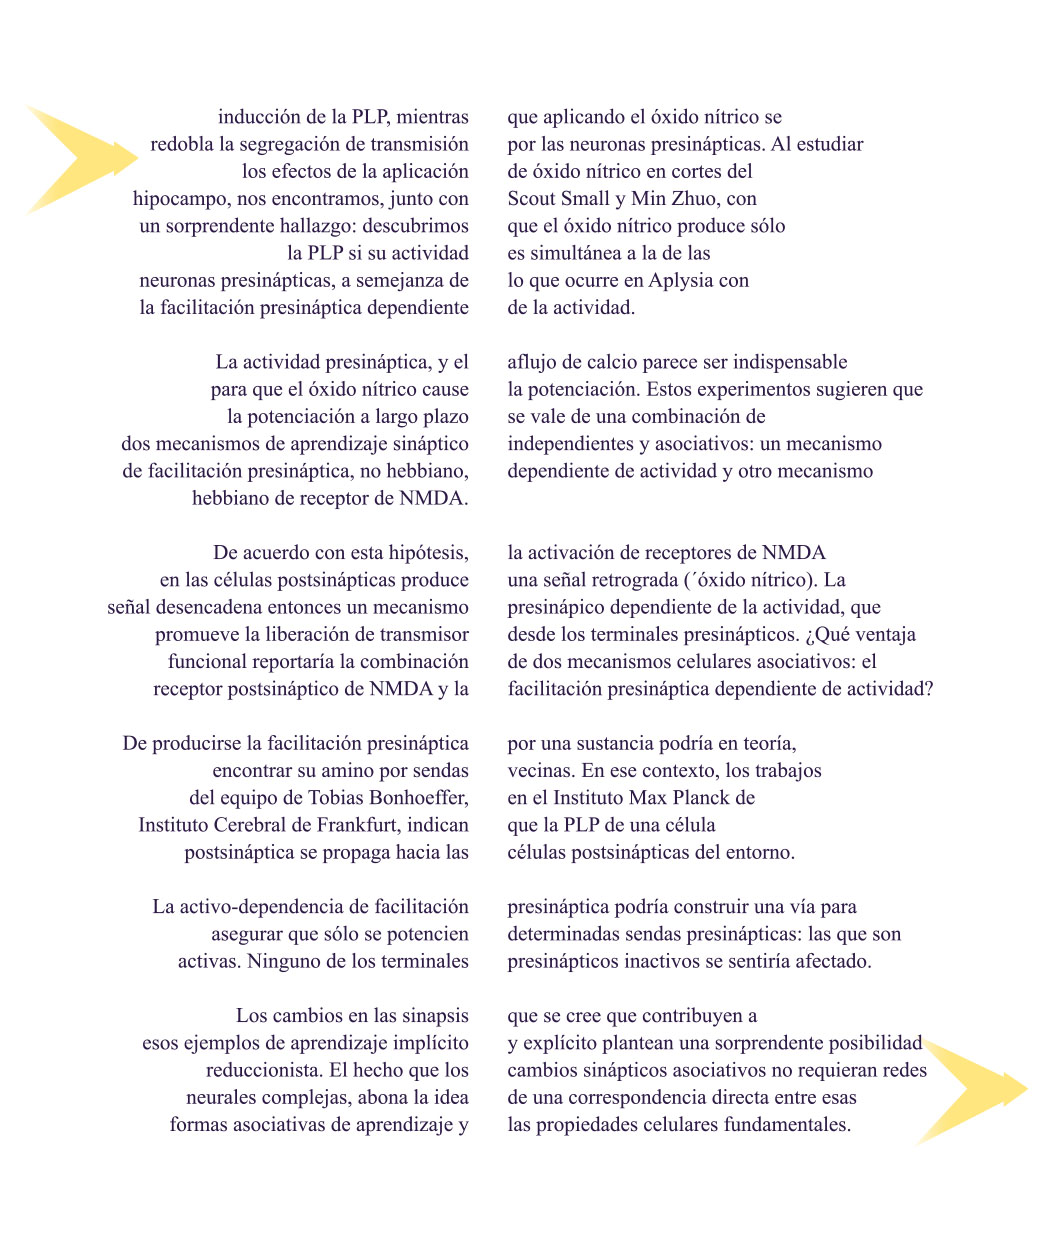 inducción de la PLP, mientras que aplicando el óxido nítrico se
redobla la segregación de transmisión por las neuronas presinápticas. Al estudiar
los efectos de la aplicación de óxido nítrico en cortes del
hipocampo, nos encontramos, junto con Scout Small y Min Zhuo, con
un sorprendente hallazgo: descubrimos que el óxido nítrico produce sólo
la PLP si su actividad es simultánea a la de las
neuronas presinápticas, a semejanza de lo que ocurre en Aplysia con
la facilitación presináptica dependiente de la actividad.
La actividad presináptica, y el aflujo de calcio parece ser indispensable
para que el óxido nítrico cause la potenciación. Estos experimentos sugieren que
la potenciación a largo plazo se vale de una combinación de
dos mecanismos de aprendizaje sináptico independientes y asociativos: un mecanismo
de facilitación presináptica, no hebbiano, dependiente de actividad y otro mecanismo
hebbiano de receptor de NMDA.
De acuerdo con esta hipótesis, la activación de receptores de NMDA
en las células postsinápticas produce una señal retrograda (´óxido nítrico). La
señal desencadena entonces un mecanismo presinápico dependiente de la actividad, que
promueve la liberación de transmisor desde los terminales presinápticos. ¿Qué ventaja
funcional reportaría la combinación de dos mecanismos celulares asociativos: el
receptor postsináptico de NMDA y la facilitación presináptica dependiente de actividad?
De producirse la facilitación presináptica por una sustancia podría en teoría,
encontrar su amino por sendas vecinas. En ese contexto, los trabajos
del equipo de Tobias Bonhoeffer, en el Instituto Max Planck de
Instituto Cerebral de Frankfurt, indican que la PLP de una célula
postsináptica se propaga hacia las células postsinápticas del entorno.
La activo-dependencia de facilitación presináptica podría construir una vía para
asegurar que sólo se potencien determinadas sendas presinápticas: las que son
activas. Ninguno de los terminales presinápticos inactivos se sentiría afectado.
Los cambios en las sinapsis que se cree que contribuyen a
esos ejemplos de aprendizaje implícito y explícito plantean una sorprendente posibilidad
reduccionista. El hecho que los cambios sinápticos asociativos no requieran redes
neurales complejas, abona la idea de una correspondencia directa entre esas
formas asociativas de aprendizaje y las propiedades celulares fundamentales.